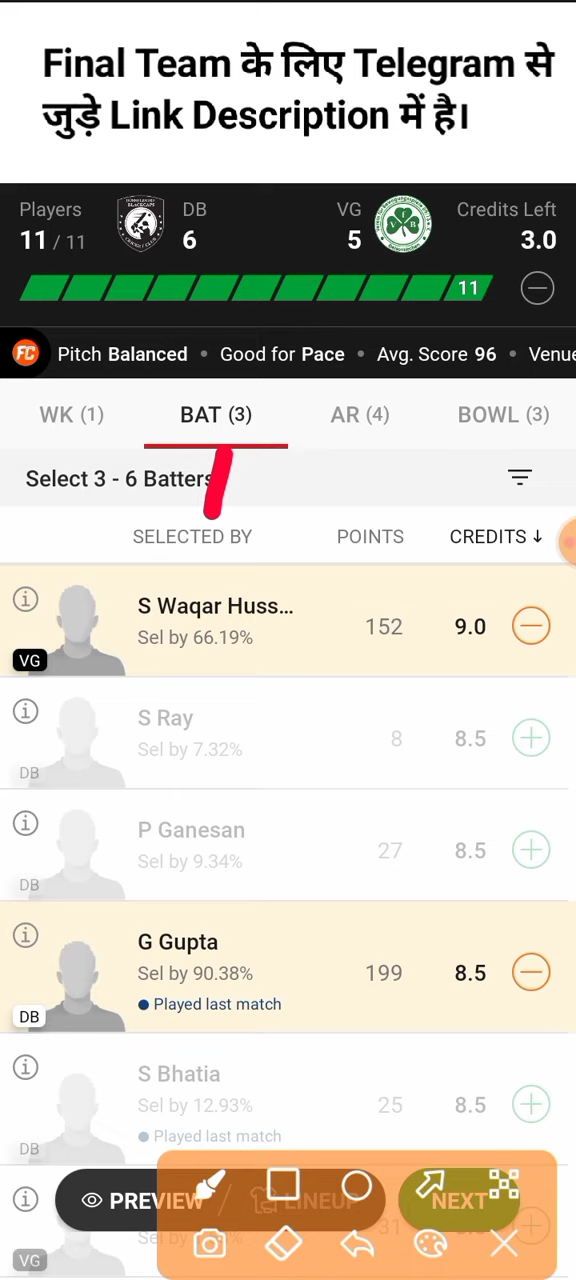 Final Team के लिए Telegram से
जुड़े Link Description में है।
Players DB VG Credits Left
11 / 11 6 5 3.0
11
FC Pitch Balanced • Good for Pace • Avg. Score 96 • Venue
WK (1) BAT (3) AR (4) BOWL (3)
Select 3 - 6 Batters
SELECTED BY POINTS CREDITS ↓
S Waqar Huss...
Sel by 66.19% 152 9.0
VG
S Ray
Sel by 7.32% 8 8.5
DB
P Ganesan
Sel by 9.34% 27 8.5
DB
G Gupta
Sel by 90.38% 199 8.5
Played last match
DB
S Bhatia
Sel by 12.93% 25 8.5
Played last match
DB
PREVIEW LINEUP NEXT
VG